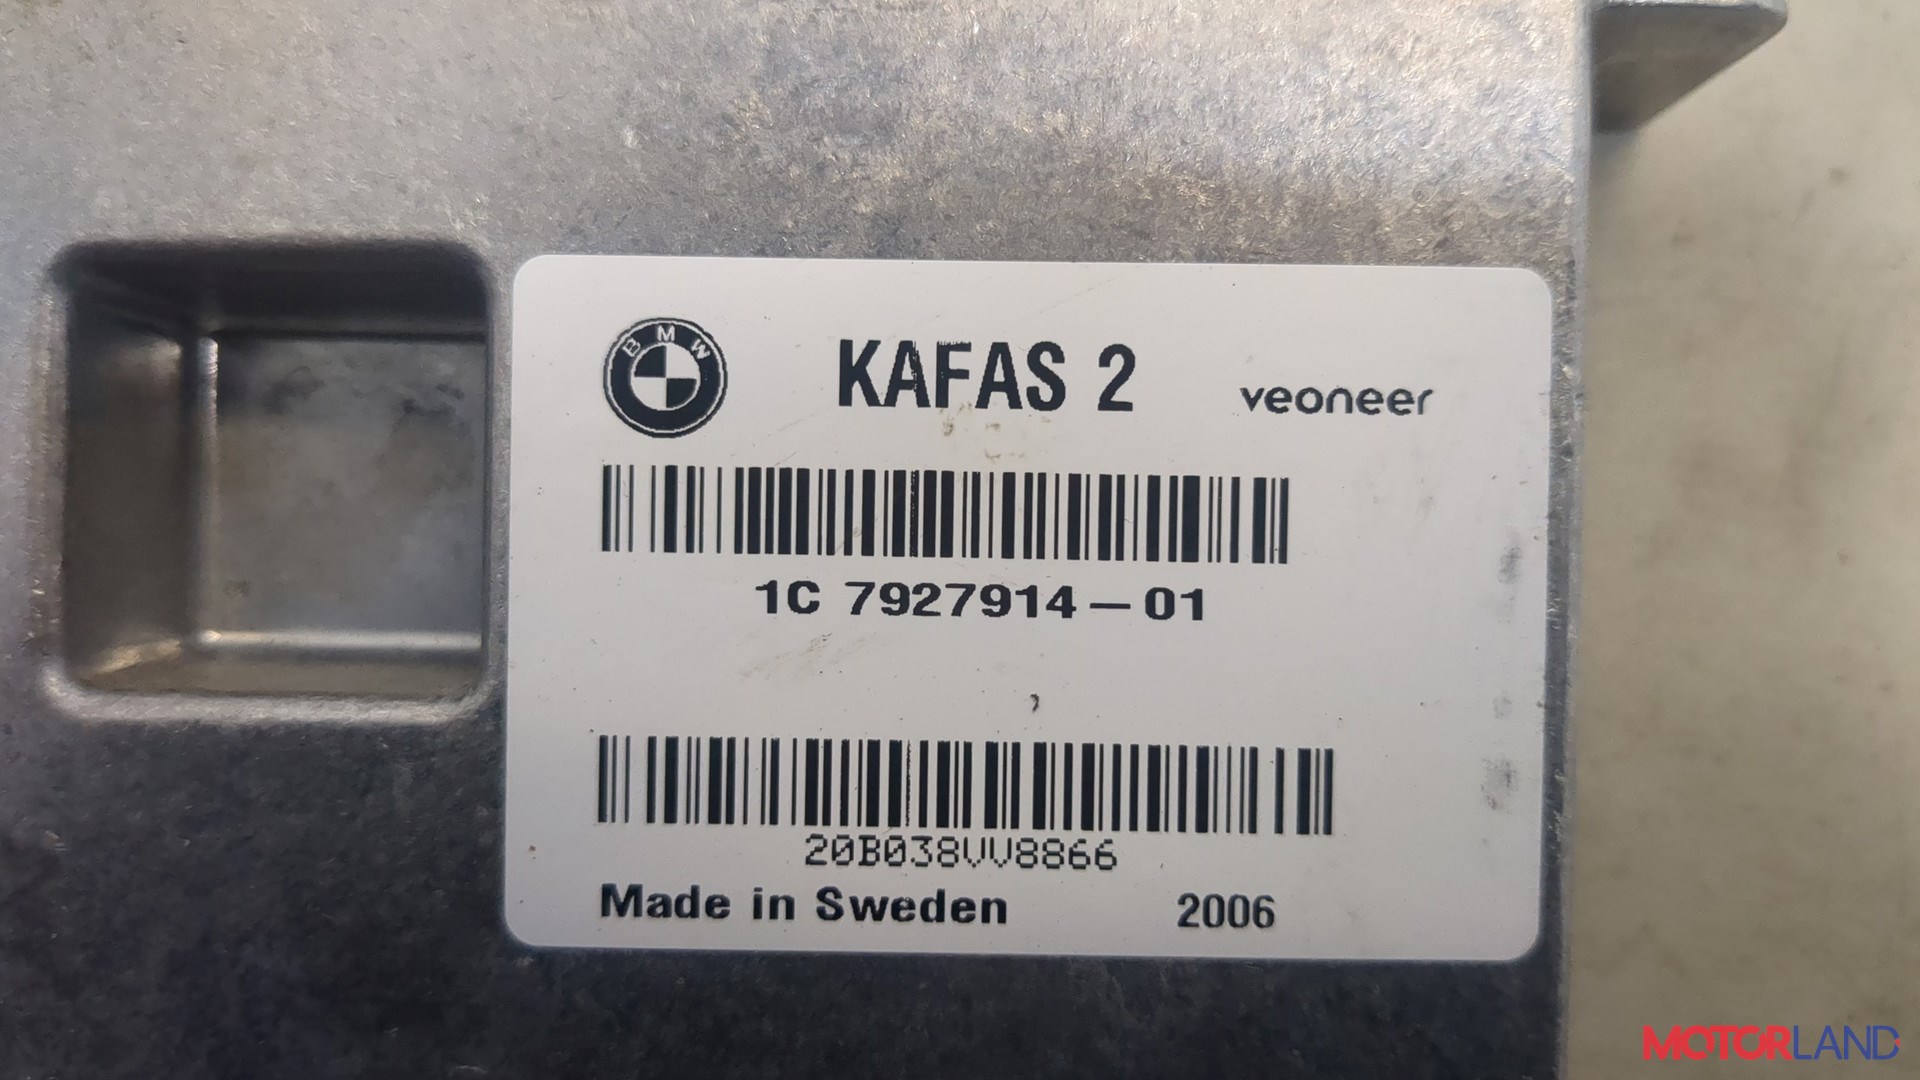 BMW
KAFAS 2
veoneer
1C 7927914-01
20B038VV8866
Made in Sweden 2006
MOTORLAND